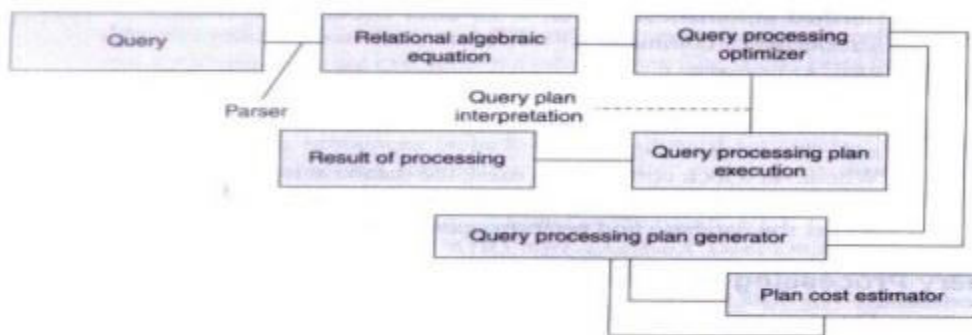 Query
Relational algebraic
equation
Query processing
optimizer
Parser
Query plan
interpretation
Result of processing
Query processing plan
execution
Query processing plan generator
Plan cost estimator